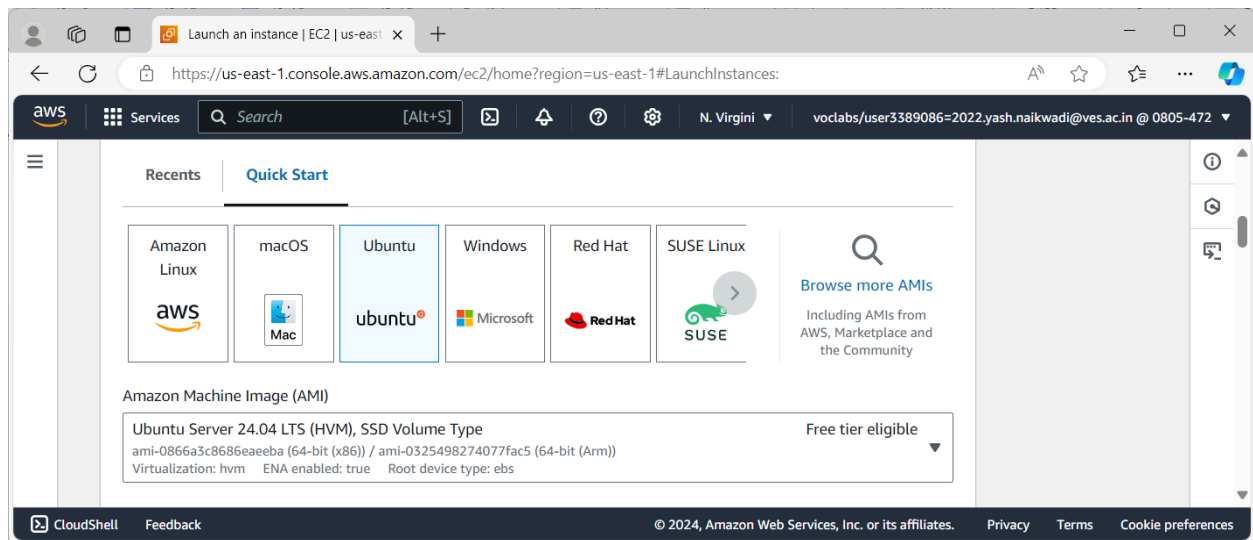 Launch an instance | EC2 | us-east
https://us-east-1.console.aws.amazon.com/ec2/home?region=us-east-1#LaunchInstances:
aws Services Search [Alt+S] N. Virgini voclabs/user3389086=2022.yash.naikwadi@ves.ac.in @ 0805-472
Recents Quick Start
Amazon Linux
aws
macOS
Mac
Ubuntu
ubuntu
Windows
Microsoft
Red Hat
Red Hat
SUSE Linux
SUSE
Browse more AMIs
Including AMIs from
AWS, Marketplace and
the Community
Amazon Machine Image (AMI)
Ubuntu Server 24.04 LTS (HVM), SSD Volume Type Free tier eligible
ami-0866a3c8686eaeeba (64-bit (x86)) / ami-0325498274077fac5 (64-bit (Arm))
Virtualization: hvm ENA enabled: true Root device type: ebs
CloudShell Feedback © 2024, Amazon Web Services, Inc. or its affiliates. Privacy Terms Cookie preferences